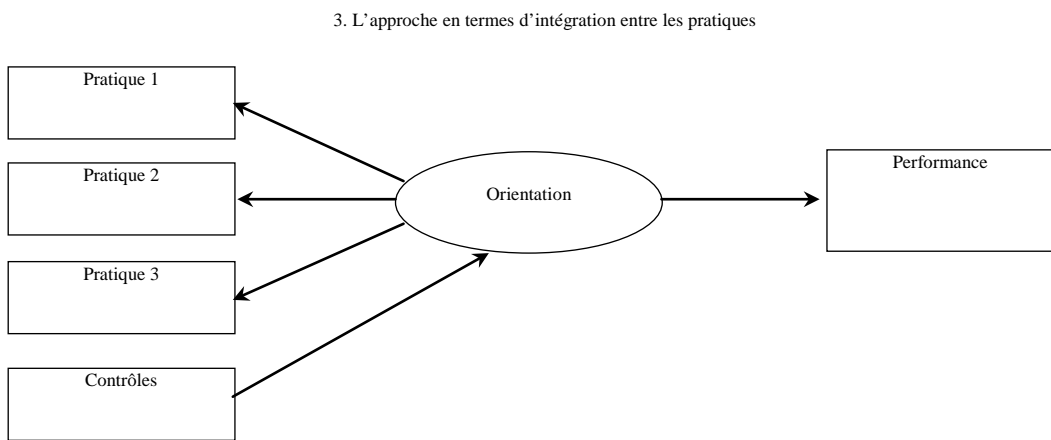 3. L’approche en termes d’intégration entre les pratiques
Pratique 1
Pratique 2
Pratique 3
Contrôles
Orientation
Performance